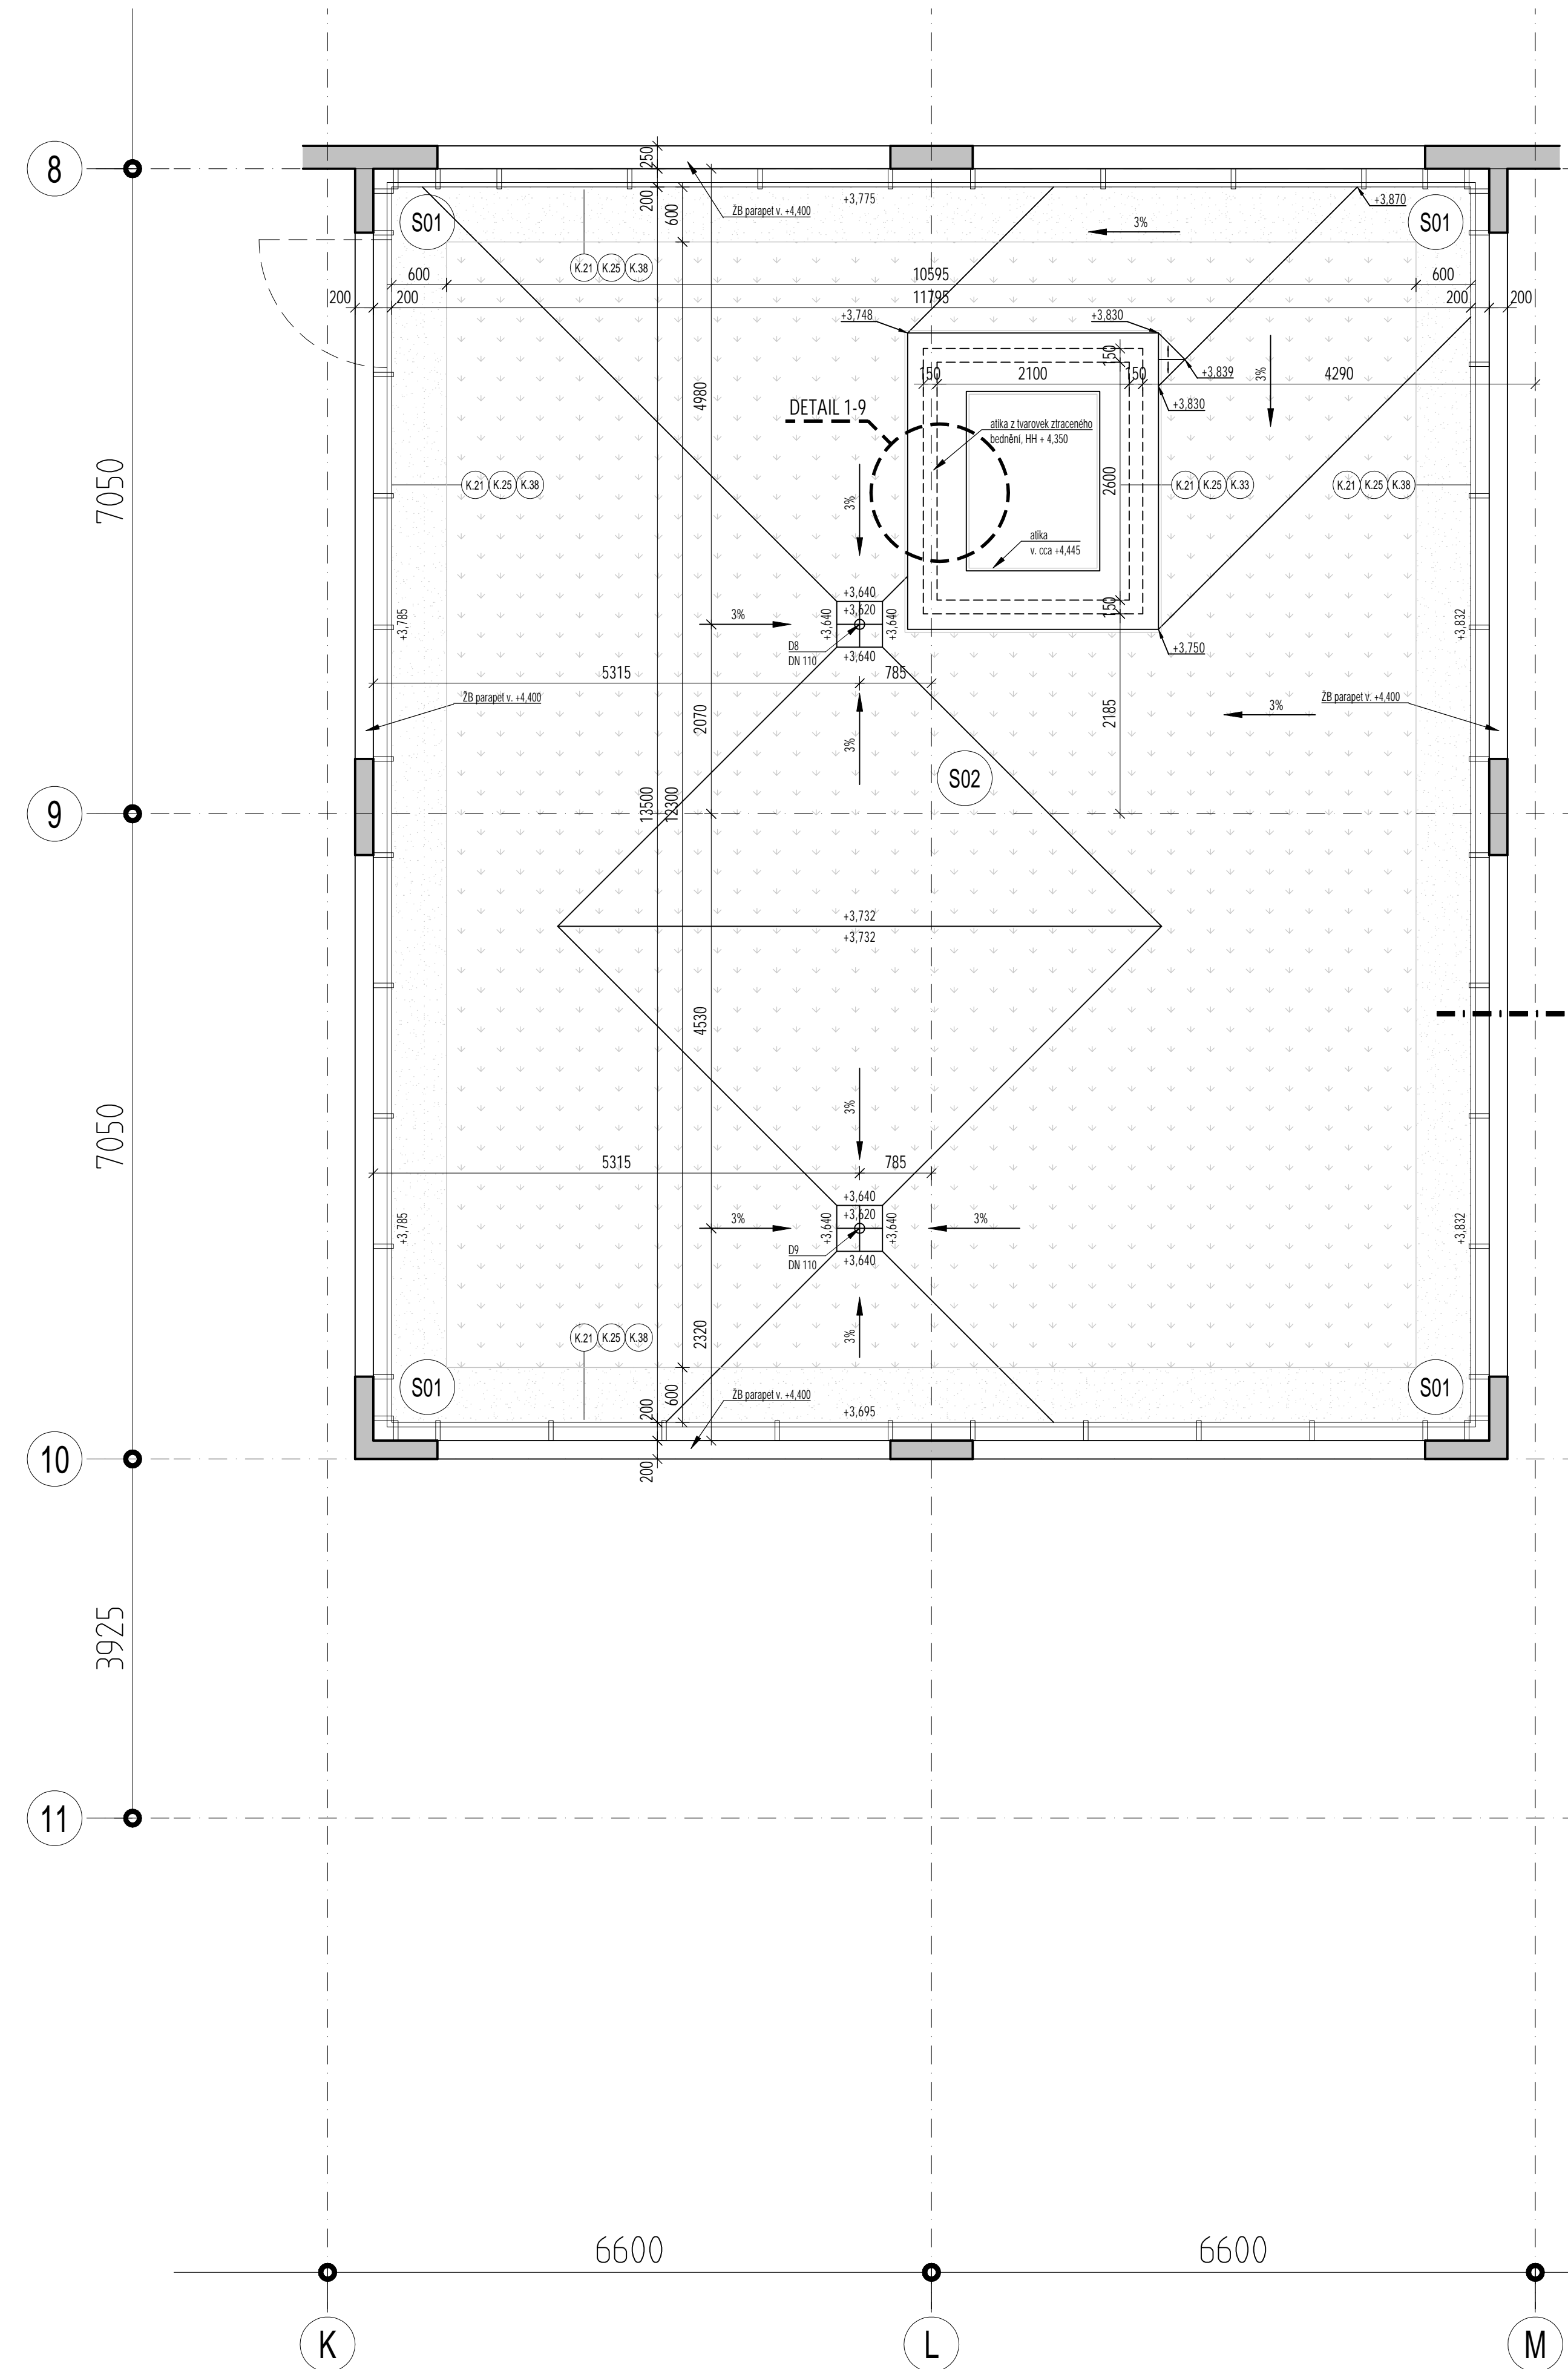 8
250
200
600
+3,775
ŽB parapet v. +4,400
+3,870
S01
S01
3%
K.21 K.25 K.38
600
10595
600
200
200
11795
200
200
+3,748
+3,830
150
+3,839
3%
150
2100
150
4290
4980
+3,830
DETAIL 1-9
atika z tvarovek ztraceného
bednění, HH + 4,350
7050
K.21 K.25 K.38
3%
2600
K.21 K.25 K.33
K.21 K.25 K.38
atika
v. cca +4,445
+3,640
150
+3,620
+3,785
3%
+3,640
+3,640
+3,832
D8
DN 110
+3,640
+3,750
5315
785
ŽB parapet v. +4,400
2070
2185
3%
ŽB parapet v. +4,400
3%
S02
9
13500
12300
+3,732
+3,732
4530
3%
7050
5315
785
+3,640
+3,620
+3,785
3%
+3,640
+3,640
3%
+3,832
D9
DN 110
+3,640
K.21 K.25 K.38
2320
3%
S01
600
200
ŽB parapet v. +4,400
+3,695
S01
10
200
3925
11
6600
6600
K
L
M